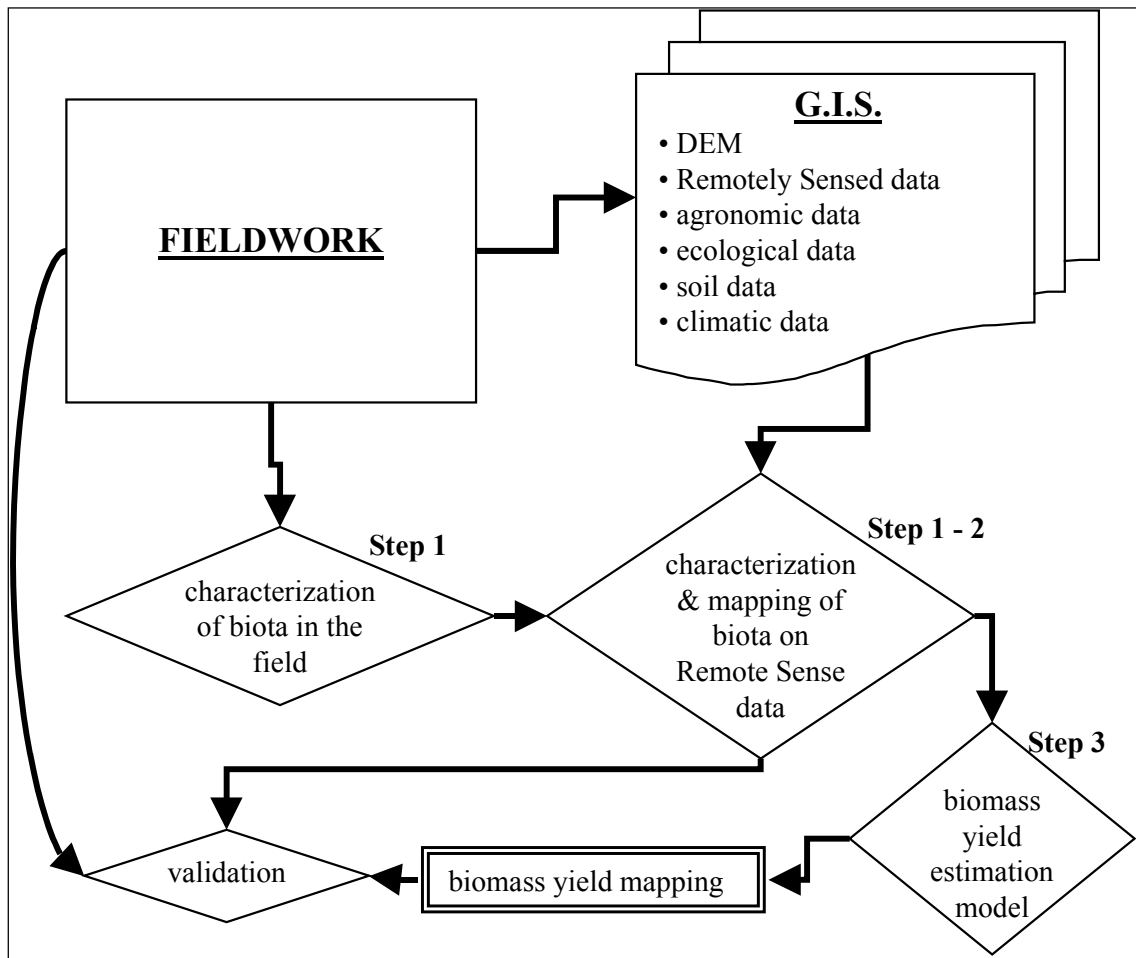 FIELDWORK
G.I.S.
• DEM
• Remotely Sensed data
• agronomic data
• ecological data
• soil data
• climatic data
Step 1
characterization
of biota in the
field
Step 1 - 2
characterization
& mapping of
biota on
Remote Sense
data
Step 3
biomass
yield
estimation
model
biomass yield mapping
validation